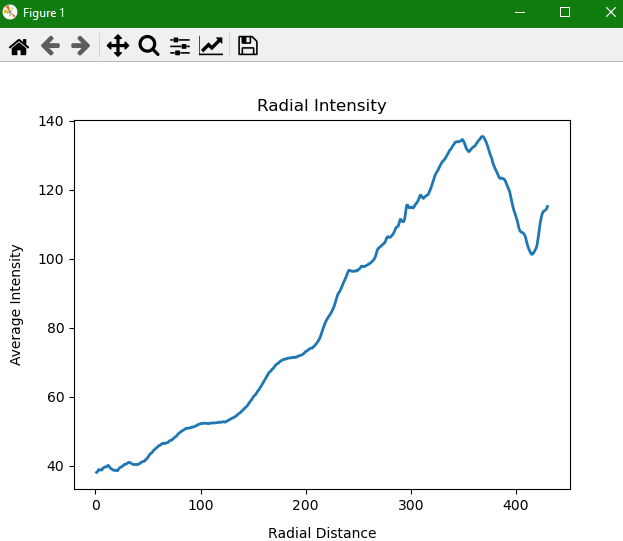 Figure 1
Radial Intensity
140
120
100
80
60
40
Average Intensity
0 100 200 300 400
Radial Distance